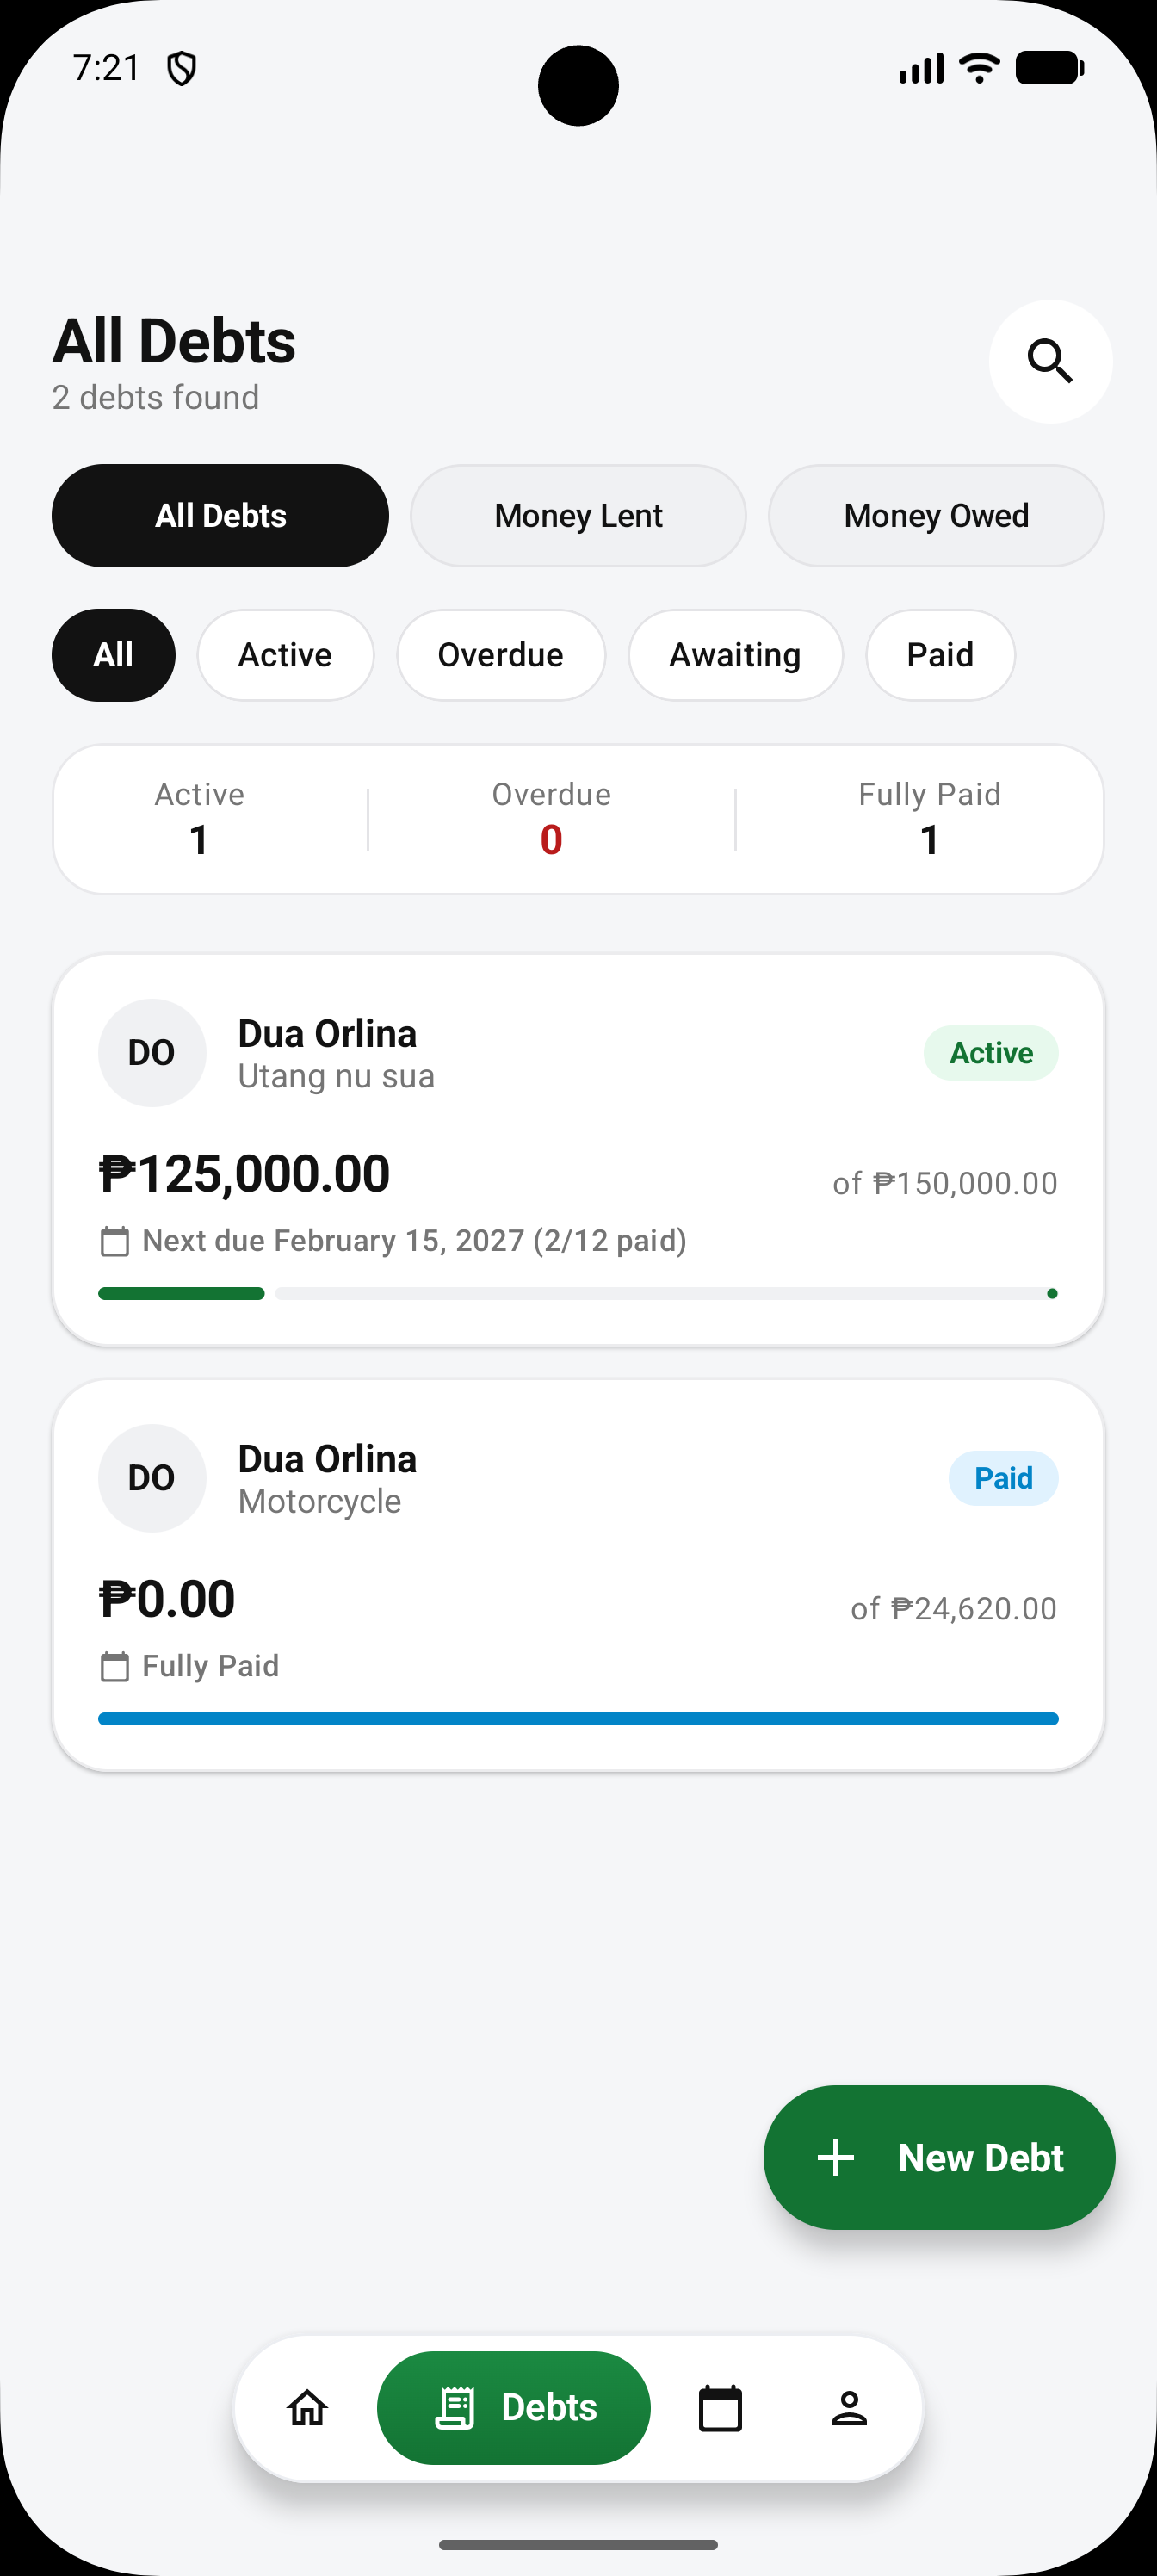 7:21
All Debts
2 debts found
All Debts Money Lent Money Owed
All Active Overdue Awaiting Paid
Active Overdue Fully Paid
1 0 1
DO Dua Orlina Active
Utang nu sua
₱125,000.00 of ₱150,000.00
Next due February 15, 2027 (2/12 paid)
DO Dua Orlina Paid
Motorcycle
₱0.00 of ₱24,620.00
Fully Paid
New Debt
Debts